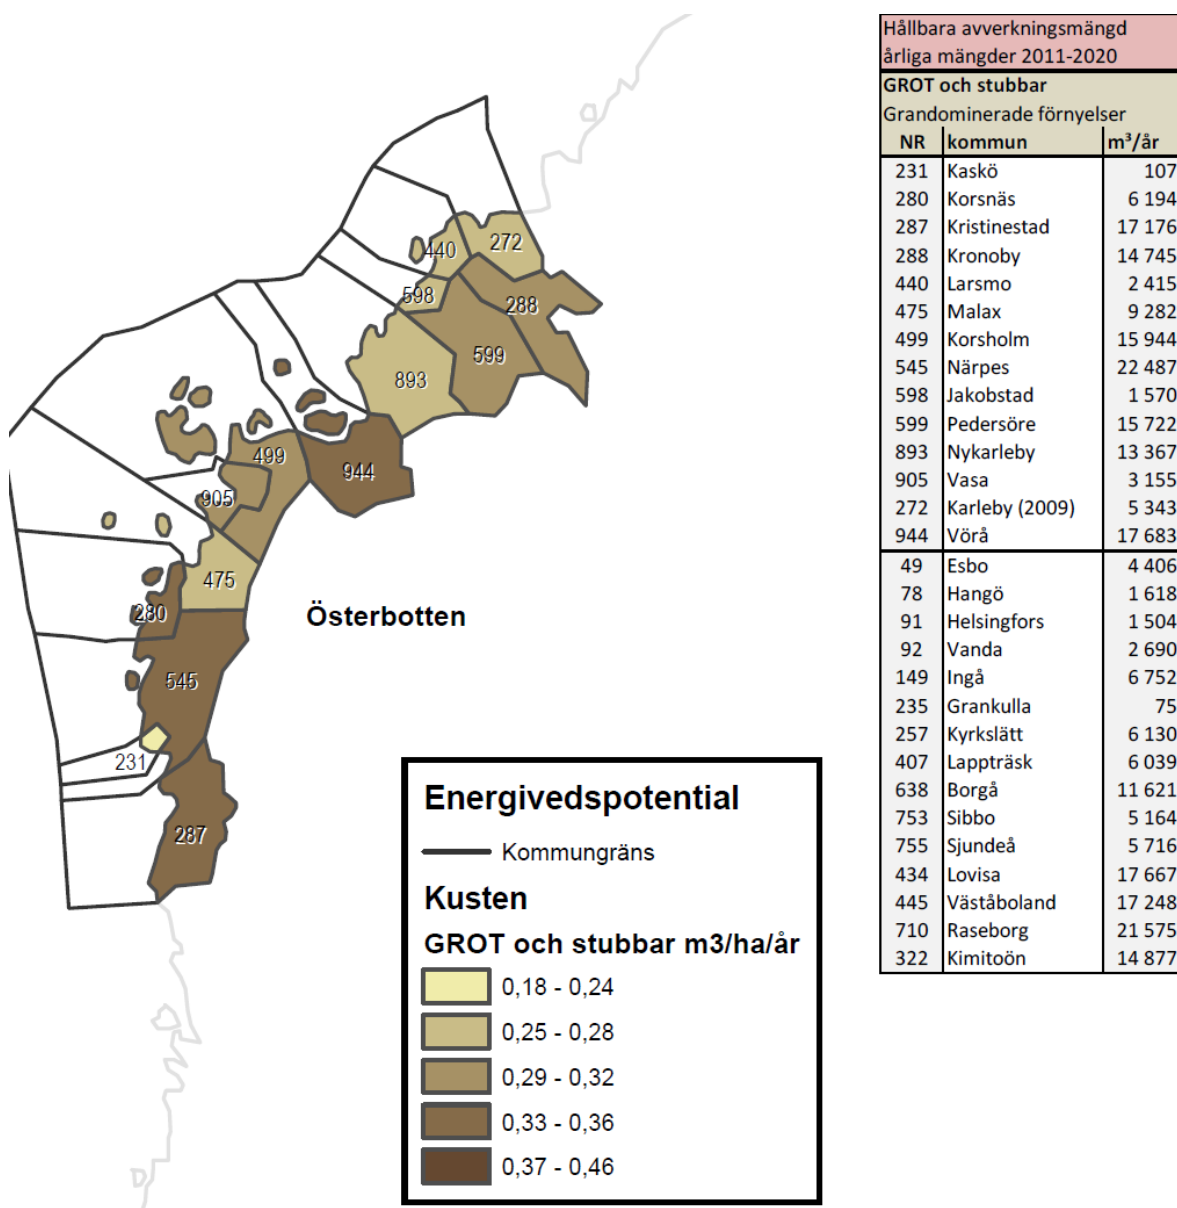 440
272
598
288
599
893
499
944
905
475
280
Österbotten
545
231
287
Energivedspotential
Kommungräns
Kusten
GROT och stubbar m3/ha/år
0,18 - 0,24
0,25 - 0,28
0,29 - 0,32
0,33 - 0,36
0,37 - 0,46
Hållbara avverkningsmängd
årliga mängder 2011-2020
GROT och stubbar
Grandominerade förnyelser
NR kommun m³/år
231 Kaskö 107
280 Korsnäs 6 194
287 Kristinestad 17 176
288 Kronoby 14 745
440 Larsmo 2 415
475 Malax 9 282
499 Korsholm 15 944
545 Närpes 22 487
598 Jakobstad 1 570
599 Pedersöre 15 722
893 Nykarleby 13 367
905 Vasa 3 155
272 Karleby (2009) 5 343
944 Vörå 17 683
49 Esbo 4 406
78 Hangö 1 618
91 Helsingfors 1 504
92 Vanda 2 690
149 Ingå 6 752
235 Grankulla 75
257 Kyrkslätt 6 130
407 Lappträsk 6 039
638 Borgå 11 621
753 Sibbo 5 164
755 Sjundeå 5 716
434 Lovisa 17 667
445 Väståboland 17 248
710 Raseborg 21 575
322 Kimitoön 14 877